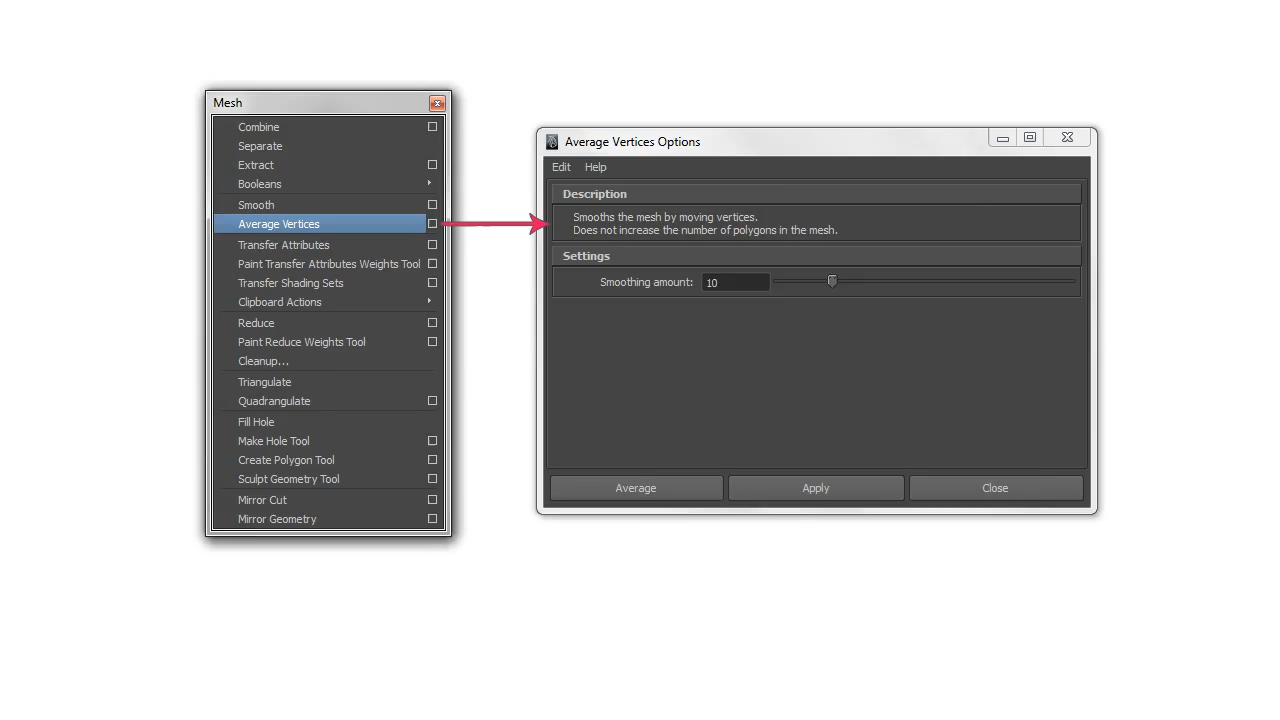 Mesh
Combine
Separate
Extract
Booleans
Smooth
Average Vertices
Transfer Attributes
Paint Transfer Attributes Weights Tool
Transfer Shading Sets
Clipboard Actions
Reduce
Paint Reduce Weights Tool
Cleanup...
Triangulate
Quadrangulate
Fill Hole
Make Hole Tool
Create Polygon Tool
Sculpt Geometry Tool
Mirror Cut
Mirror Geometry
Average Vertices Options
Edit Help
Description
Smooths the mesh by moving vertices.
Does not increase the number of polygons in the mesh.
Settings
Smoothing amount: 10
Average Apply Close